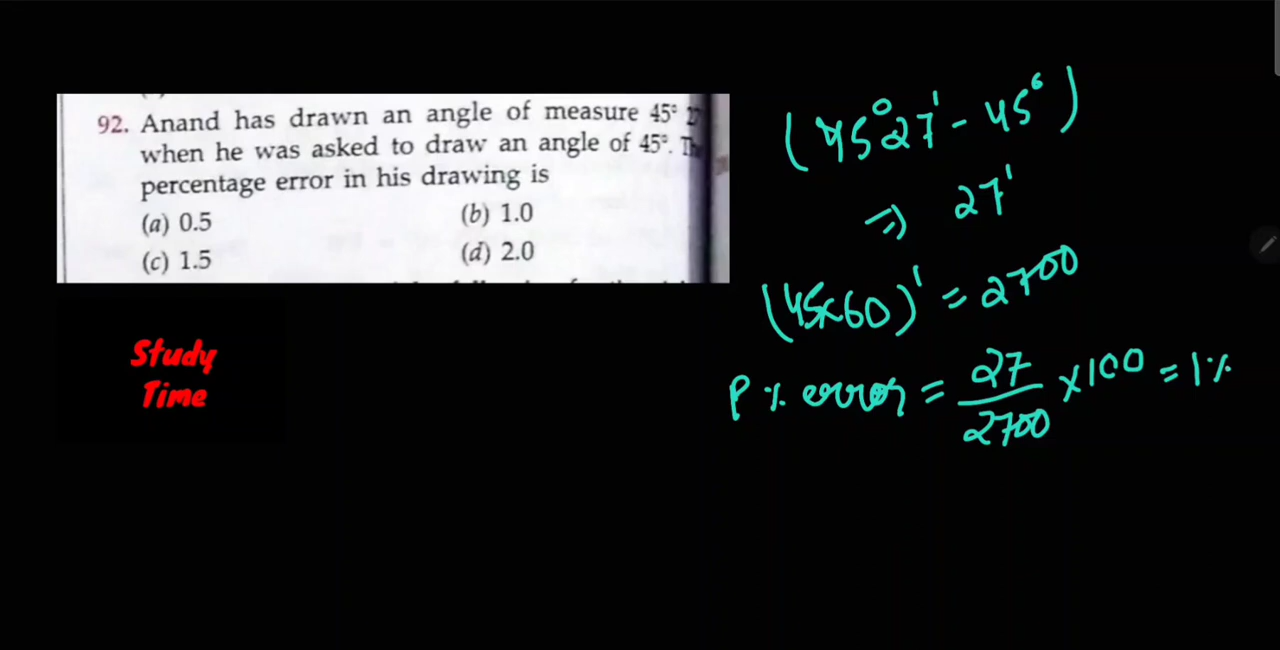 92. Anand has drawn an angle of measure 45°
when he was asked to draw an angle of 45°.
percentage error in his drawing is
(a) 0.5 (b) 1.0
(c) 1.5 (d) 2.0
Study
Time
(45°27' - 45°)
⇒ 27'
(45×60)' = 2700
P % error = 27/2700 ×100 = 1%